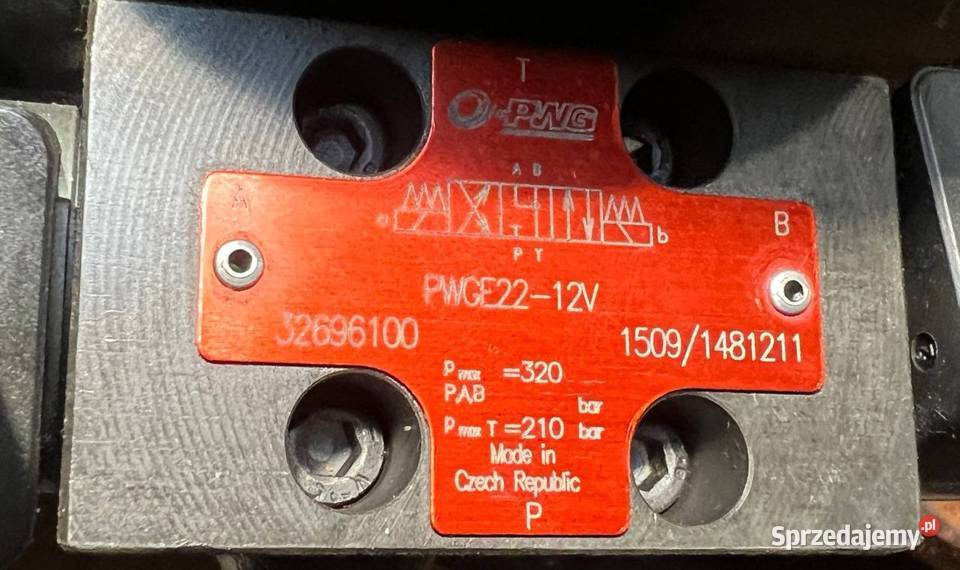 T
PWG
A B
A
a
b
B
P T
PWGE22-12V
32696100
1509/1481211
P max =320
P,A,B bar
P max T =210 bar
Made in
Czech Republic
P
Sprzedajemy.pl